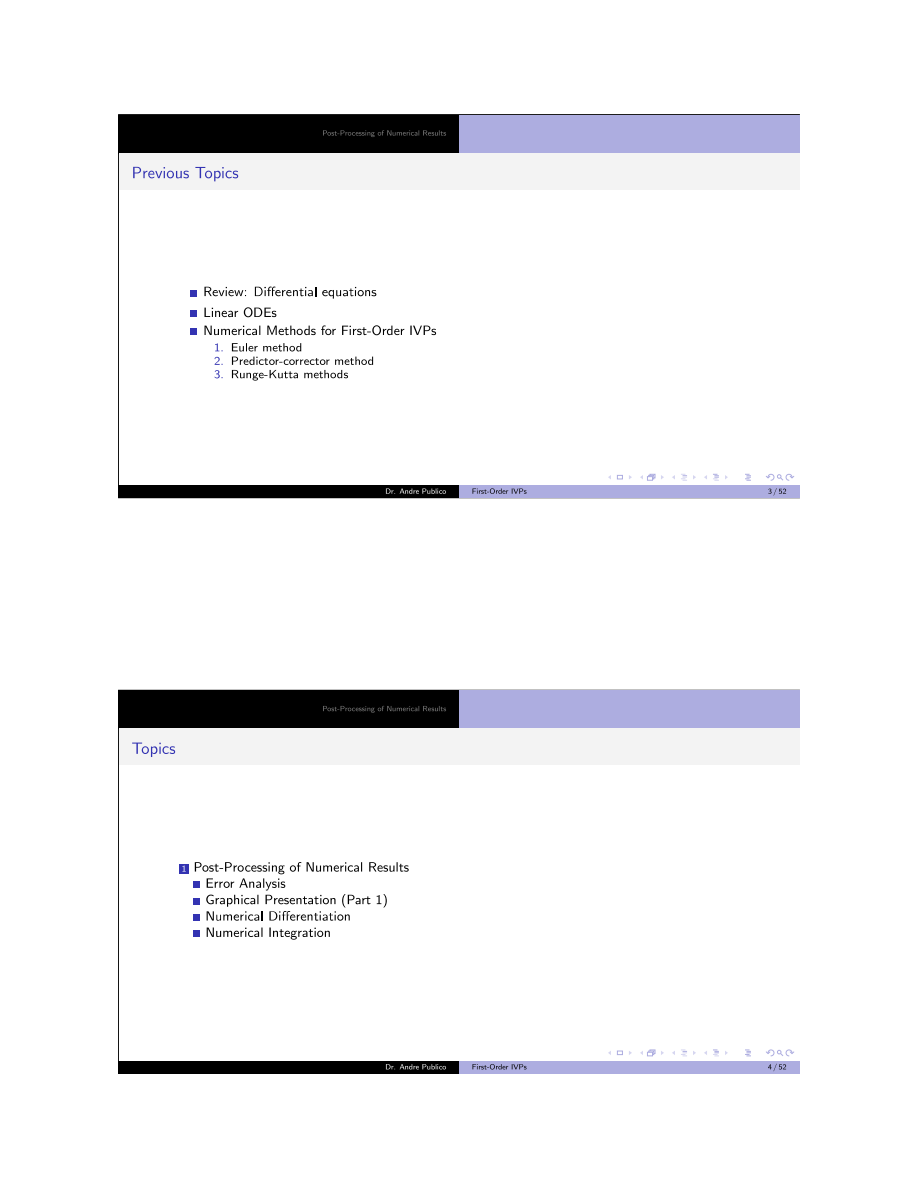 Post-Processing of Numerical Results
Previous Topics
Review: Differential equations
Linear ODEs
Numerical Methods for First-Order IVPs
1. Euler method
2. Predictor-corrector method
3. Runge-Kutta methods
Dr. Andre Publico First-Order IVPs 3 / 52
Post-Processing of Numerical Results
Topics
1 Post-Processing of Numerical Results
Error Analysis
Graphical Presentation (Part 1)
Numerical Differentiation
Numerical Integration
Dr. Andre Publico First-Order IVPs 4 / 52